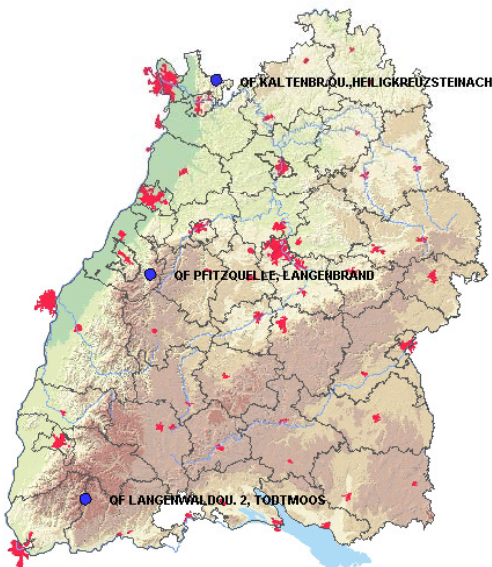 QF KALTENBR.QU.,HEILIGKREUZSTEINACH
QF PFITZQUELLE, LANGENBRAND
QF LANGENWALDQU. 2, TODTMOOS